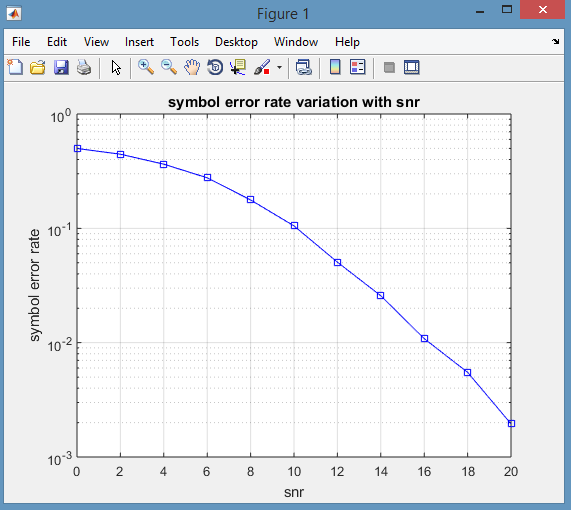 Figure 1
File Edit View Insert Tools Desktop Window Help
symbol error rate variation with snr
10^0
10^-1
10^-2
10^-3
symbol error rate
0 2 4 6 8 10 12 14 16 18 20
snr